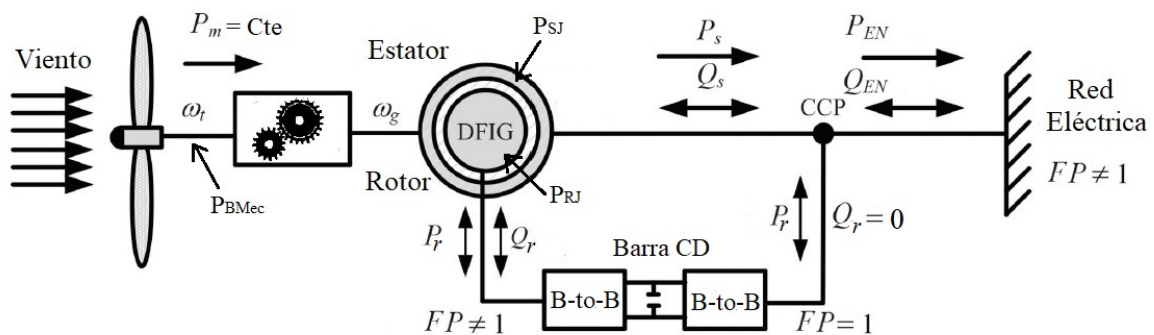 P_m = Cte
Viento
ω_t
P_BMec
ω_g
Estator
Rotor
DFIG
P_SJ
P_RJ
P_s
Q_s
P_EN
Q_EN
CCP
Red
Eléctrica
FP ≠ 1
P_r
Q_r
P_r
Q_r = 0
Barra CD
B-to-B
B-to-B
FP ≠ 1
FP = 1